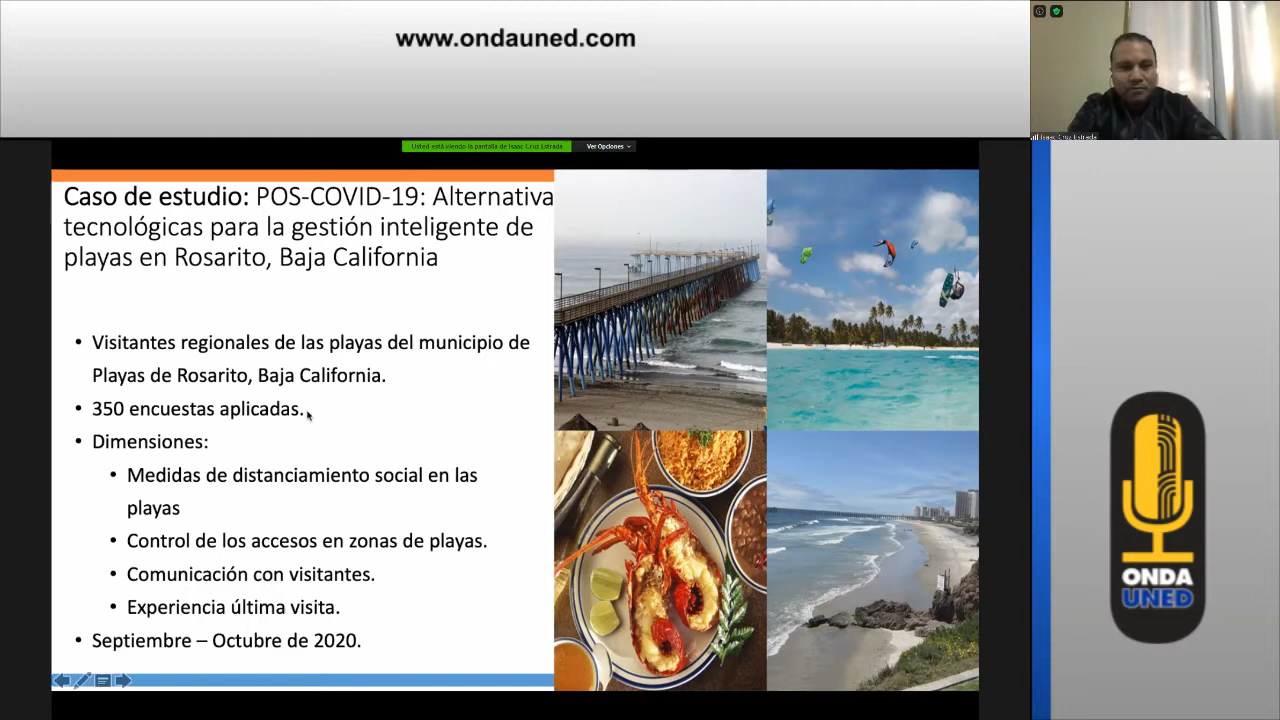 www.ondauned.com
Isaac Cruz Estrada
Usted está viendo la pantalla de Isaac Cruz Estrada
Ver Opciones
Caso de estudio: POS-COVID-19: Alternativa
tecnológicas para la gestión inteligente de
playas en Rosarito, Baja California
• Visitantes regionales de las playas del municipio de
Playas de Rosarito, Baja California.
• 350 encuestas aplicadas.
• Dimensiones:
• Medidas de distanciamiento social en las
playas
• Control de los accesos en zonas de playas.
• Comunicación con visitantes.
• Experiencia última visita.
• Septiembre – Octubre de 2020.
ONDA
UNED